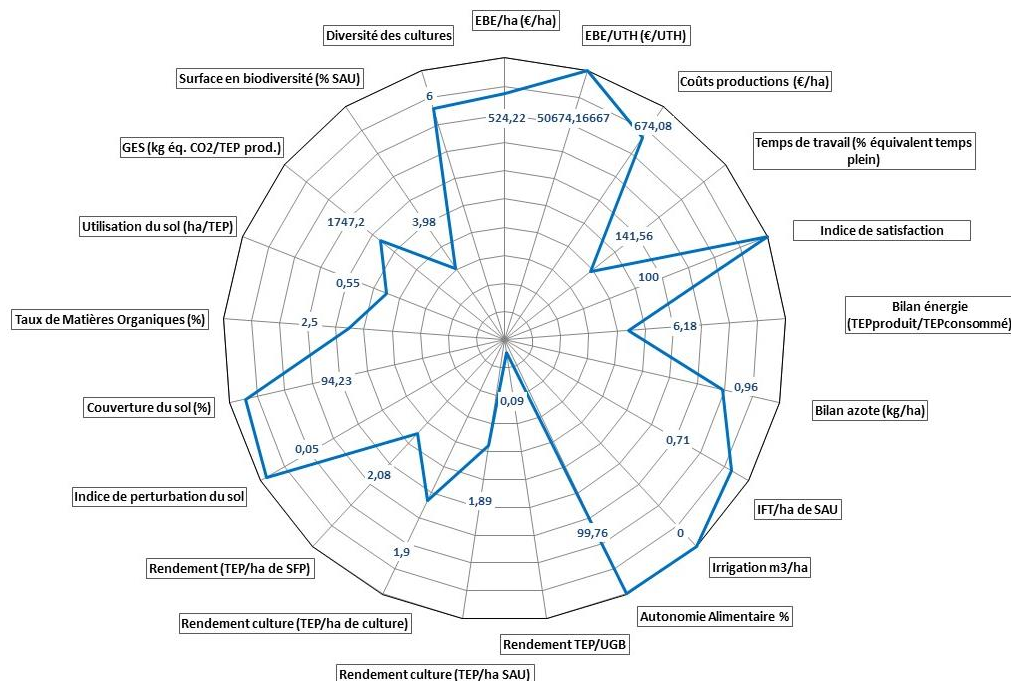 EBE/ha (€/ha)
EBE/UTH (€/UTH)
Coûts productions (€/ha)
Temps de travail (% équivalent temps
plein)
Indice de satisfaction
Bilan énergie
(TEPproduit/TEPconsommé)
Bilan azote (kg/ha)
IFT/ha de SAU
Irrigation m3/ha
Autonomie Alimentaire %
Rendement TEP/UGB
Rendement culture (TEP/ha SAU)
Rendement culture (TEP/ha de culture)
Rendement (TEP/ha de SFP)
Indice de perturbation du sol
Couverture du sol (%)
Taux de Matières Organiques (%)
Utilisation du sol (ha/TEP)
GES (kg éq. CO2/TEP prod.)
Surface en biodiversité (% SAU)
Diversité des cultures
524,22
50674,16667
674,08
141,56
100
6,18
0,96
0,71
0
99,76
0,09
1,89
1,9
2,08
0,05
94,23
2,5
0,55
1747,2
3,98
6